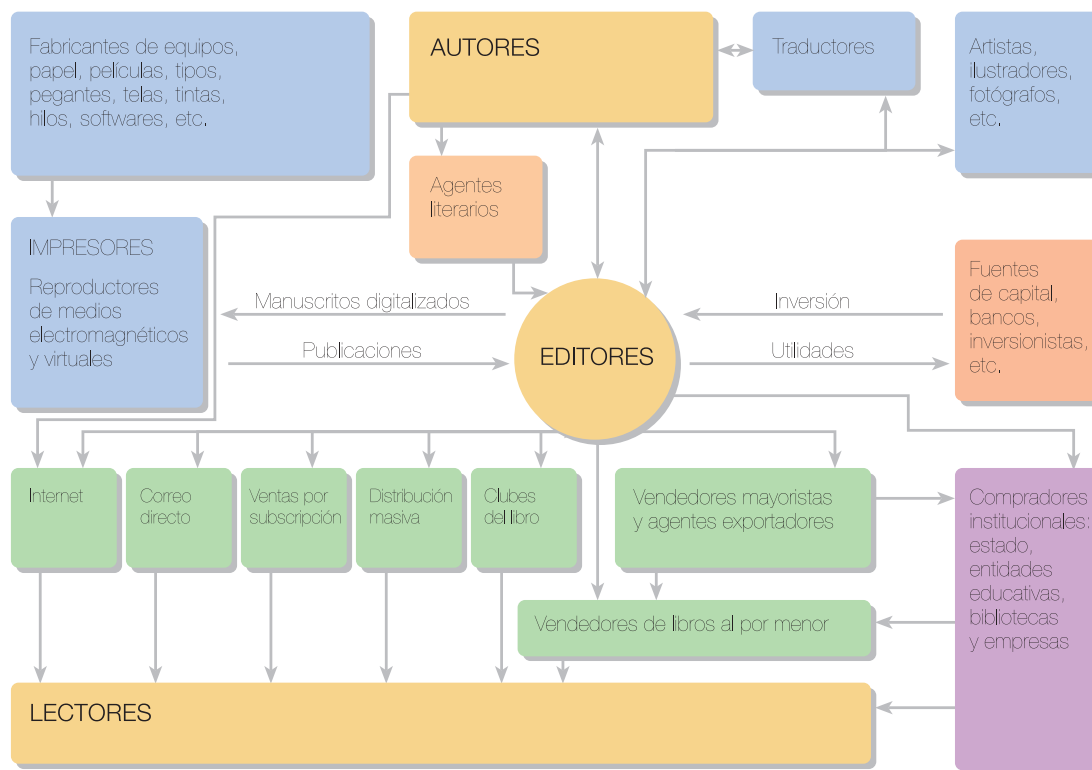 Fabricantes de equipos,
papel, películas, tipos,
pegantes, telas, tintas,
hilos, softwares, etc.
AUTORES
Traductores
Artistas,
ilustradores,
fotógrafos,
etc.
Agentes
literarios
IMPRESORES
Reproductores
de medios
electromagnéticos
y virtuales
Manuscritos digitalizados
Publicaciones
EDITORES
Inversión
Utilidades
Fuentes
de capital,
bancos,
inversionistas,
etc.
Internet
Correo
directo
Ventas por
subscripción
Distribución
masiva
Clubes
del libro
Vendedores mayoristas
y agentes exportadores
Compradores
institucionales:
estado,
entidades
educativas,
bibliotecas
y empresas
Vendedores de libros al por menor
LECTORES